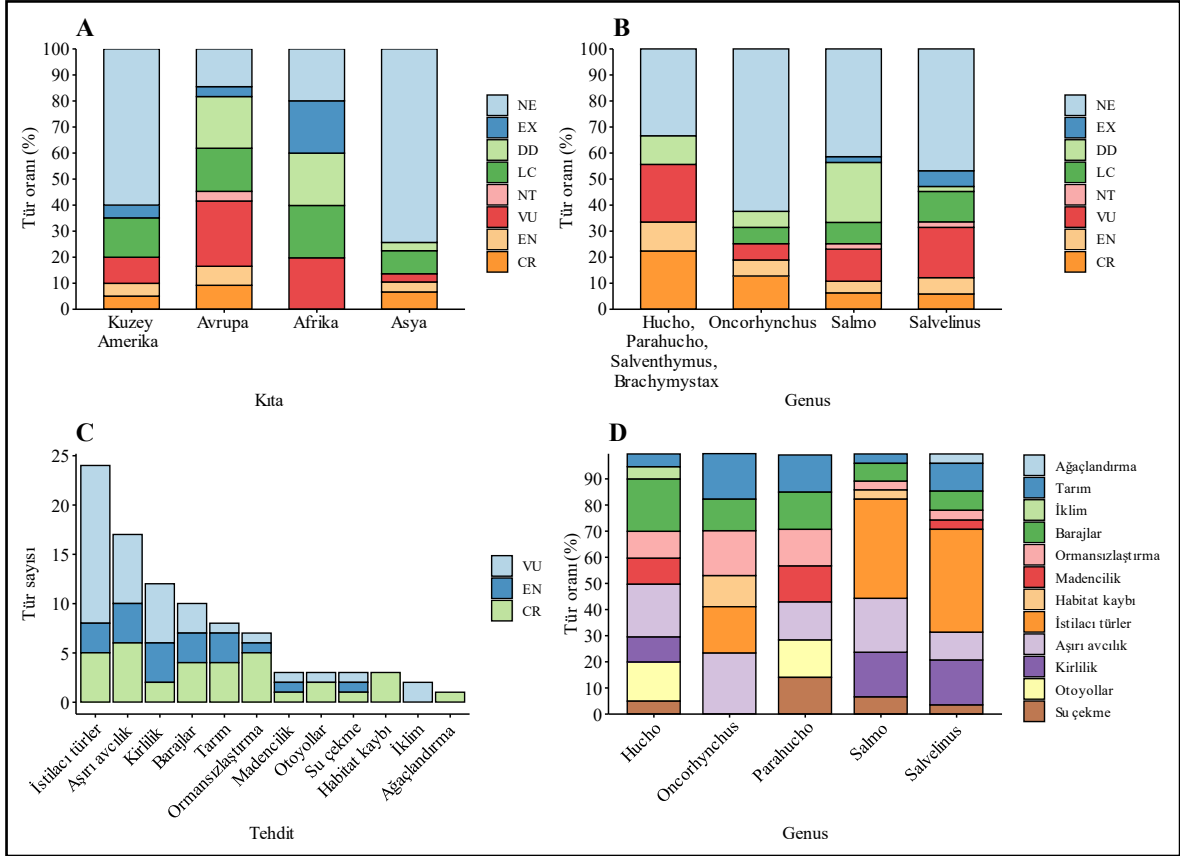 A
100
90
80
70
60
50
40
30
20
10
0
Tür oranı (%)
Kuzey
Amerika
Avrupa
Afrika
Asya
Kıta
NE
EX
DD
LC
NT
VU
EN
CR
B
100
90
80
70
60
50
40
30
20
10
0
Tür oranı (%)
Hucho,
Parahucho,
Salventhymus,
Brachymystax
Oncorhynchus
Salmo
Salvelinus
Genus
NE
EX
DD
LC
NT
VU
EN
CR
C
25
20
15
10
5
0
Tür sayısı
İstilacı türler
Aşırı avcılık
Kirlilik
Barajlar
Tarım
Ormansızlaştırma
Madencilik
Otoyollar
Su çekme
Habitat kaybı
İklim
Ağaçlandırma
Tehdit
VU
EN
CR
D
90
80
70
60
50
40
30
20
10
0
Tür oranı (%)
Hucho
Oncorhynchus
Parahucho
Salmo
Salvelinus
Genus
Ağaçlandırma
Tarım
İklim
Barajlar
Ormansızlaştırma
Madencilik
Habitat kaybı
İstilacı türler
Aşırı avcılık
Kirlilik
Otoyollar
Su çekme